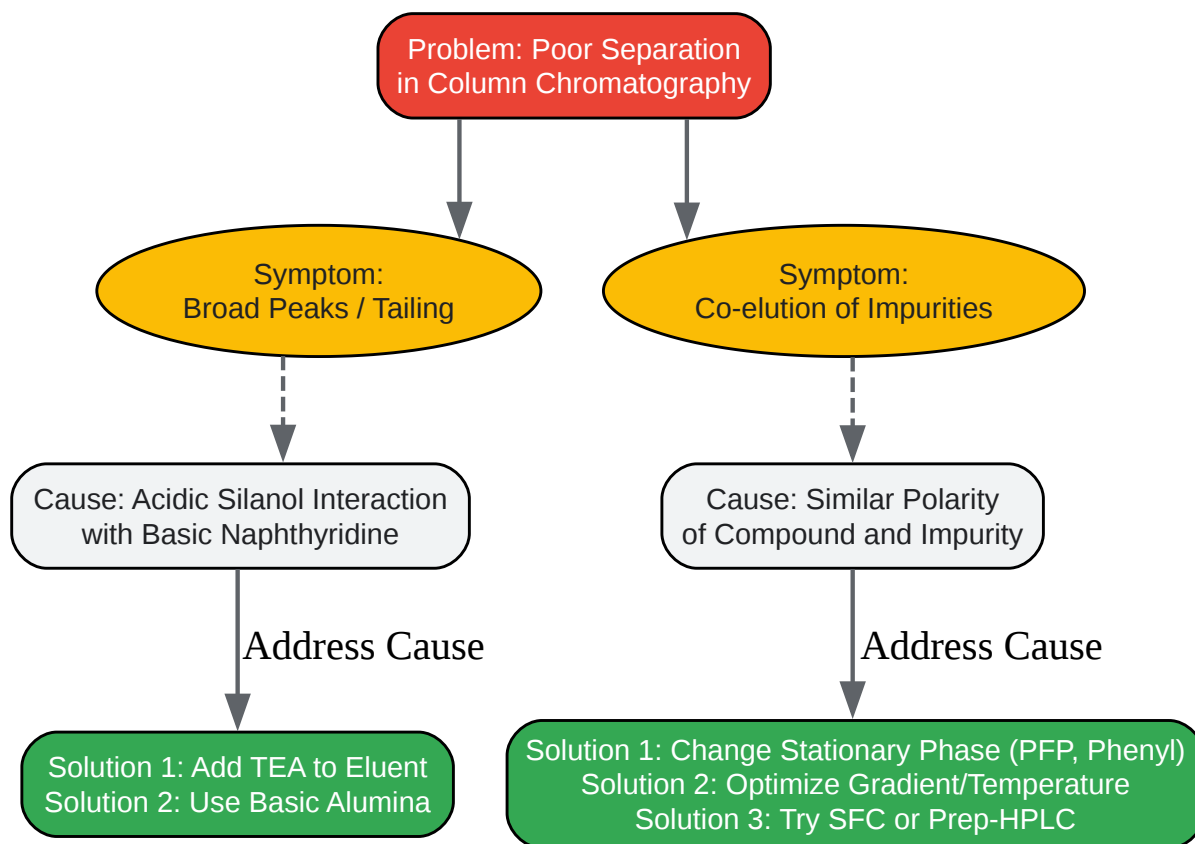 Problem: Poor Separation
in Column Chromatography
Symptom:
Broad Peaks / Tailing
Symptom:
Co-elution of Impurities
Cause: Acidic Silanol Interaction
with Basic Naphthyridine
Cause: Similar Polarity
of Compound and Impurity
Address Cause
Address Cause
Solution 1: Add TEA to Eluent
Solution 2: Use Basic Alumina
Solution 1: Change Stationary Phase (PFP, Phenyl)
Solution 2: Optimize Gradient/Temperature
Solution 3: Try SFC or Prep-HPLC